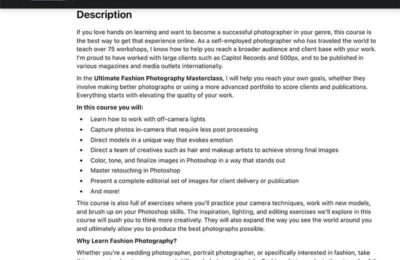 Description
If you love hands on learning and want to become a successful photographer in your genre, this course is
the best way to get that experience online. As a self-employed photographer who has traveled the world to
teach over 75 workshops, I know how to help you reach a broader audience and client base with your work.
I'm proud to have worked with large clients such as Capitol Records and 500px, and to be published in
various magazines and media outlets internationally.
In the Ultimate Fashion Photography Masterclass, I will help you reach your goals, whether they
involve making better photographs or using a more advanced portfolio to score clients and publications.
Everything starts with elevating the quality of your work.
In this course you will:
• Learn how to work with off-camera lights
• Capture photos in-camera that require less post processing
• Direct models in a unique way that evokes emotion
• Direct a team of creatives such as hair and makeup artists to achieve strong final images
• Color, tone, and finalize images in Photoshop in a way that stands out
• Master retouching in Photoshop
• Present a complete editorial set of images for client delivery or publication
• And more!
This course is also full of exercises where you'll practice your camera techniques, work with new models,
and brush up on your Photoshop skills. The inspiration, lighting, and editing exercises we'll explore in this
course will push you to think more creatively. They will also expand the way you see the world around you
and ultimately allow you to produce the best photographs possible.
Why Learn Fashion Photography?
Whether you're a wedding photographer, portrait photographer, or specifically interested in fashion, take